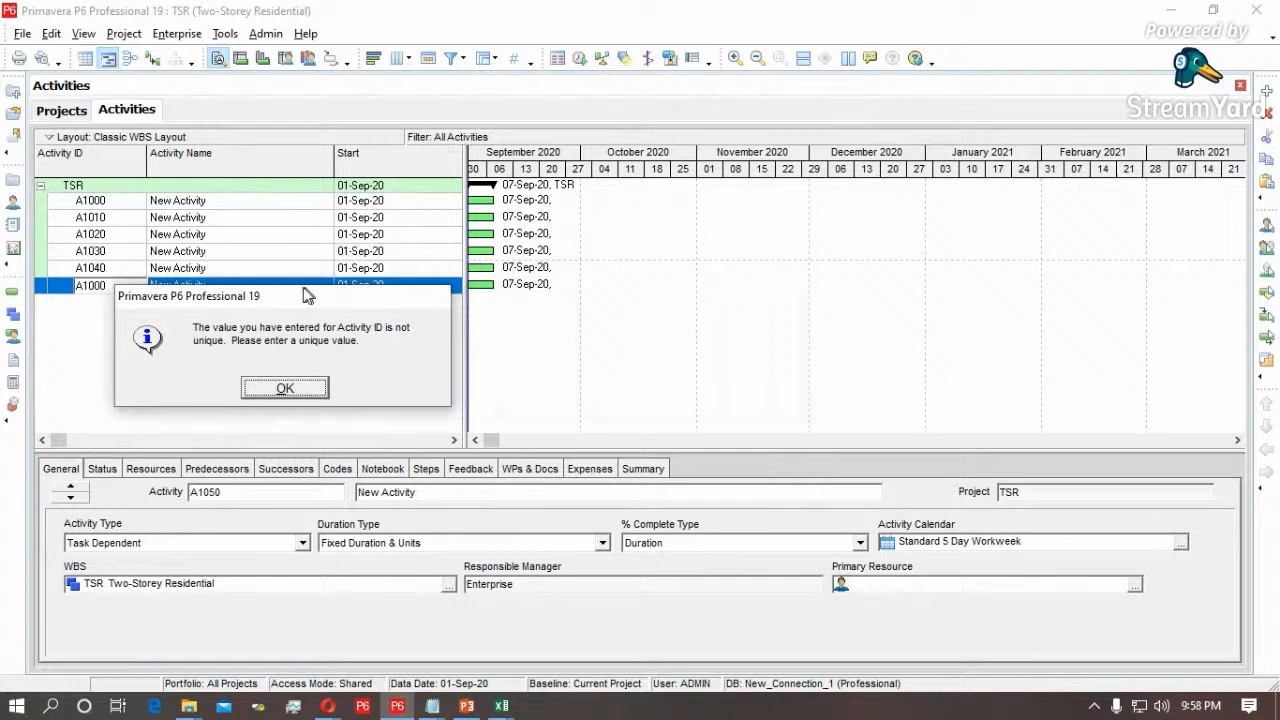 Primavera P6 Professional 19 : TSR (Two-Storey Residential)
File Edit View Project Enterprise Tools Admin Help
Powered by
StreamYard
Activities
Projects Activities
Layout: Classic WBS Layout Filter: All Activities
Activity ID Activity Name Start
September 2020 October 2020 November 2020 December 2020 January 2021 February 2021 March 2021
30 06 13 20 27 04 11 18 25 01 08 15 22 29 06 13 20 27 03 10 17 24 31 07 14 21 28 07 14 21
TSR 01-Sep-20 07-Sep-20, TSR
A1000 New Activity 01-Sep-20 07-Sep-20,
A1010 New Activity 01-Sep-20 07-Sep-20,
A1020 New Activity 01-Sep-20 07-Sep-20,
A1030 New Activity 01-Sep-20 07-Sep-20,
A1040 New Activity 01-Sep-20 07-Sep-20,
A1000 New Activity 01-Sep-20 07-Sep-20,
Primavera P6 Professional 19
The value you have entered for Activity ID is not
unique. Please enter a unique value.
OK
General Status Resources Predecessors Successors Codes Notebook Steps Feedback WPs & Docs Expenses Summary
Activity A1050 New Activity Project TSR
Activity Type Duration Type % Complete Type Activity Calendar
Task Dependent Fixed Duration & Units Duration Standard 5 Day Workweek
WBS Responsible Manager Primary Resource
TSR Two-Storey Residential Enterprise
Portfolio: All Projects Access Mode: Shared Data Date: 01-Sep-20 Baseline: Current Project User: ADMIN DB: New_Connection_1 (Professional)
9:58 PM